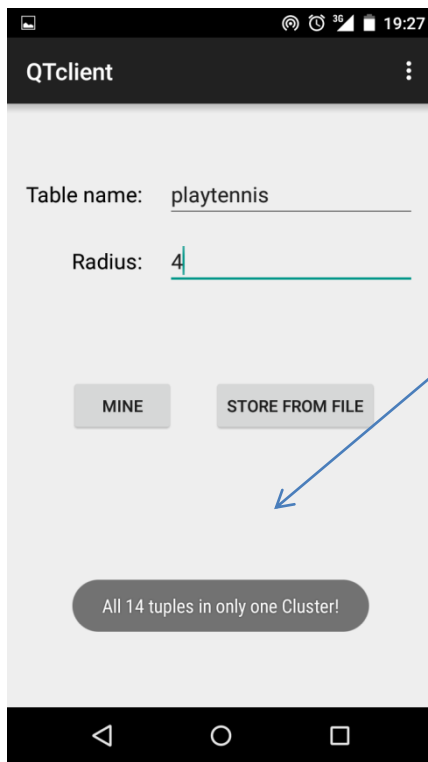 3G 19:27
QTclient
Table name: playtennis
Radius: 4
MINE STORE FROM FILE
All 14 tuples in only one Cluster!